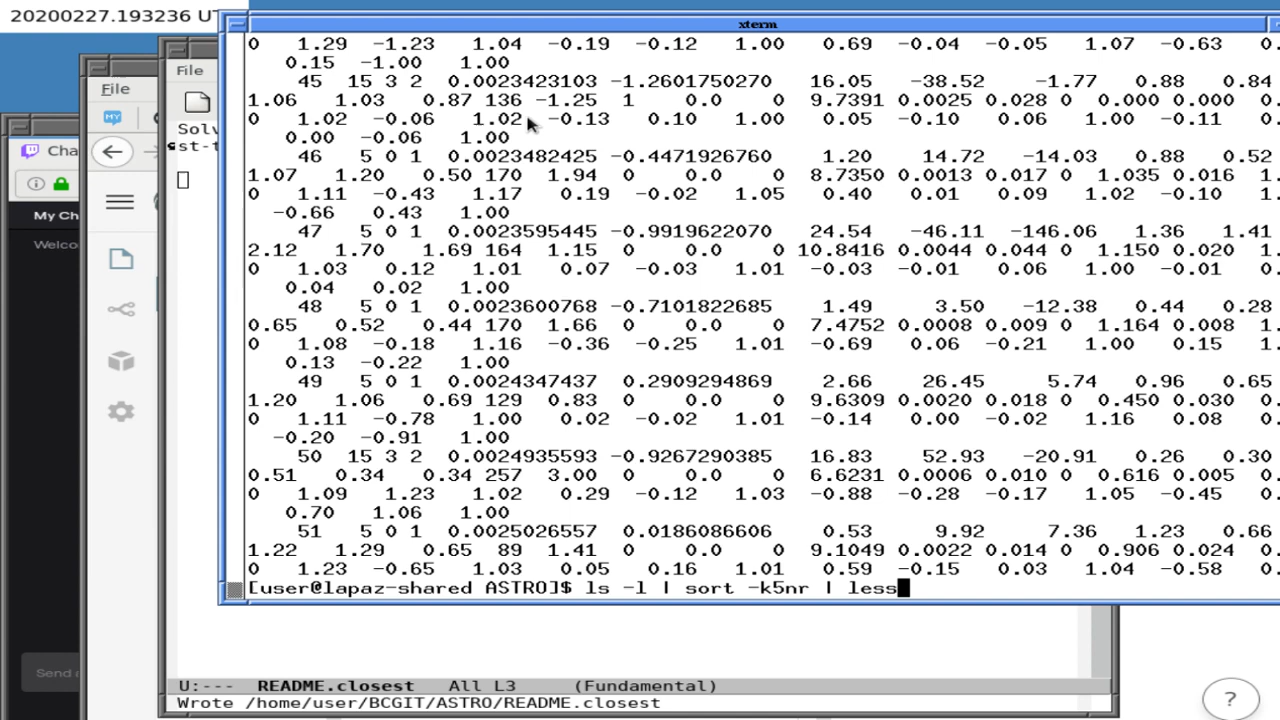 20200227.193236 U
xterm
0 1.29 −1.23 1.04 −0.19 −0.12 1.00 0.69 −0.04 −0.05 1.07 −0.63 0.
0.15 −1.00 1.00
45 15 3 2 0.0023423103 −1.2601750270 16.05 −38.52 −1.77 0.88 0.84
1.06 1.03 0.87 136 −1.25 1 0.0 0 9.7391 0.0025 0.028 0 0.000 0.000 0.
0 1.02 −0.06 1.02 −0.13 0.10 1.00 0.05 −0.10 0.06 1.00 −0.11 0.
0.00 −0.06 1.00
46 5 0 1 0.0023482425 −0.4471926760 1.20 14.72 −14.03 0.88 0.52
1.07 1.20 0.50 170 1.94 0 0.0 0 8.7350 0.0013 0.017 0 1.035 0.016 1.
0 1.11 −0.43 1.17 0.19 −0.02 1.05 0.40 0.01 0.09 1.02 −0.10 0.
−0.66 0.43 1.00
47 5 0 1 0.0023595445 −0.9919622070 24.54 −46.11 −146.06 1.36 1.41
2.12 1.70 1.69 164 1.15 0 0.0 0 10.8416 0.0044 0.044 0 1.150 0.020 1.
0 1.03 0.12 1.01 0.07 −0.03 1.01 −0.03 −0.01 0.06 1.00 −0.01 0.
0.04 0.02 1.00
48 5 0 1 0.0023600768 −0.7101822685 1.49 3.50 −12.38 0.44 0.28
0.65 0.52 0.44 170 1.66 0 0.0 0 7.4752 0.0008 0.009 0 1.164 0.008 1.
0 1.08 −0.18 1.16 −0.36 −0.25 1.01 −0.69 0.06 −0.21 1.00 0.15 1.
0.13 −0.22 1.00
49 5 0 1 0.0024347437 0.2909294869 2.66 26.45 5.74 0.96 0.65
1.20 1.06 0.69 129 0.83 0 0.0 0 9.6309 0.0020 0.018 0 0.450 0.030 0.
0 1.11 −0.78 1.00 0.02 −0.02 1.01 −0.14 0.00 −0.02 1.16 0.08 0.
−0.20 −0.91 1.00
50 15 3 2 0.0024935593 −0.9267290385 16.83 52.93 −20.91 0.26 0.30
0.51 0.34 0.34 257 3.00 0 0.0 0 6.6231 0.0006 0.010 0 0.616 0.005 0.
0 1.09 1.23 1.02 0.29 −0.12 1.03 −0.88 −0.28 −0.17 1.05 −0.45 0.
0.70 1.06 1.00
51 5 0 1 0.0025026557 0.0186086606 0.53 9.92 7.36 1.23 0.66
1.22 1.29 0.65 89 1.41 0 0.0 0 9.1049 0.0022 0.014 0 0.906 0.024 0.
0 1.23 −0.65 1.03 0.05 0.16 1.01 0.59 −0.15 0.03 1.04 −0.58 0.
[user@lapaz-shared ASTRO]$ ls -l | sort -k5nr | less
File
Solv
st-t
File
MY
Cha
My Ch
Welco
Send a
U:--- README.closest All L3 (Fundamental)
Wrote /home/user/BCGIT/ASTRO/README.closest
?